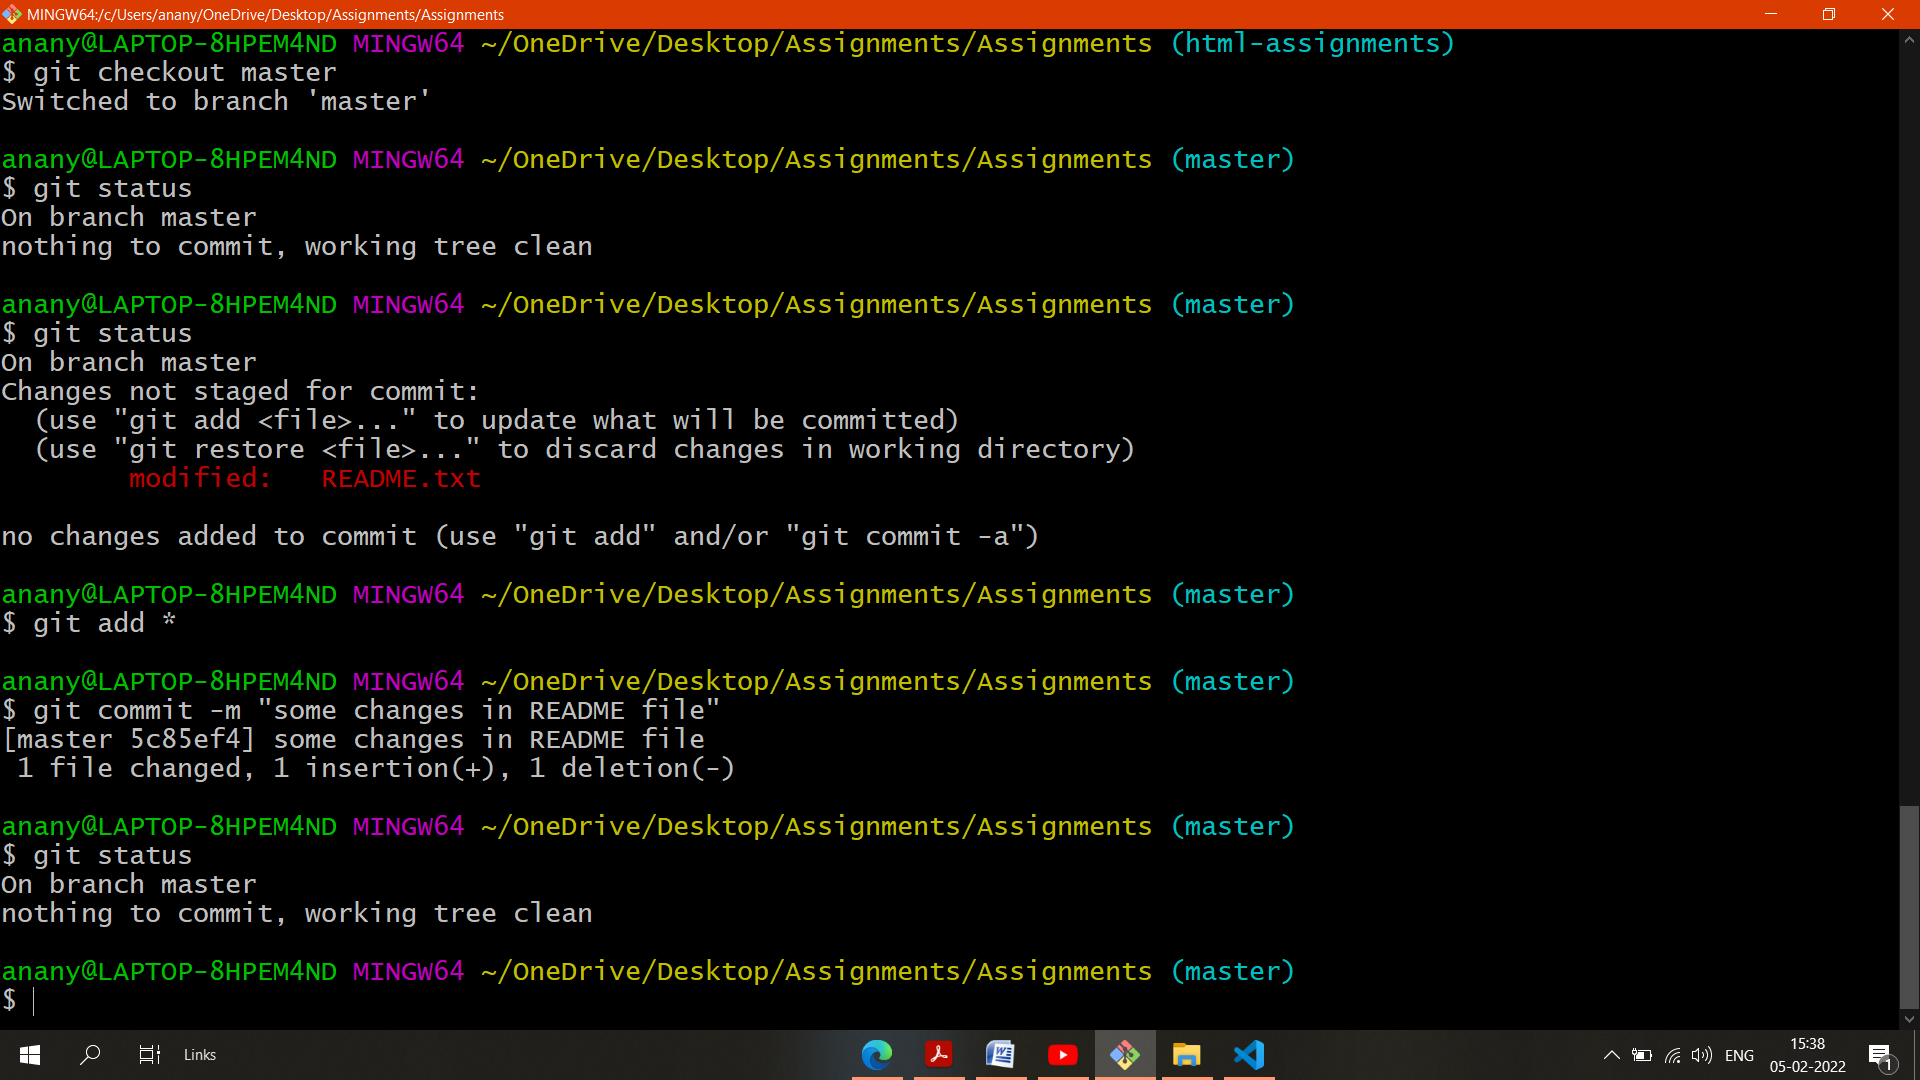 MINGW64:/c/Users/anany/OneDrive/Desktop/Assignments/Assignments
anany@LAPTOP-8HPEM4ND MINGW64 ~/OneDrive/Desktop/Assignments/Assignments (html-assignments)
$ git checkout master
Switched to branch 'master'
anany@LAPTOP-8HPEM4ND MINGW64 ~/OneDrive/Desktop/Assignments/Assignments (master)
$ git status
On branch master
nothing to commit, working tree clean
anany@LAPTOP-8HPEM4ND MINGW64 ~/OneDrive/Desktop/Assignments/Assignments (master)
$ git status
On branch master
Changes not staged for commit:
  (use "git add <file>..." to update what will be committed)
  (use "git restore <file>..." to discard changes in working directory)
        modified:   README.txt
no changes added to commit (use "git add" and/or "git commit -a")
anany@LAPTOP-8HPEM4ND MINGW64 ~/OneDrive/Desktop/Assignments/Assignments (master)
$ git add *
anany@LAPTOP-8HPEM4ND MINGW64 ~/OneDrive/Desktop/Assignments/Assignments (master)
$ git commit -m "some changes in README file"
[master 5c85ef4] some changes in README file
 1 file changed, 1 insertion(+), 1 deletion(-)
anany@LAPTOP-8HPEM4ND MINGW64 ~/OneDrive/Desktop/Assignments/Assignments (master)
$ git status
On branch master
nothing to commit, working tree clean
anany@LAPTOP-8HPEM4ND MINGW64 ~/OneDrive/Desktop/Assignments/Assignments (master)
$
Links
ENG
15:38
05-02-2022
1